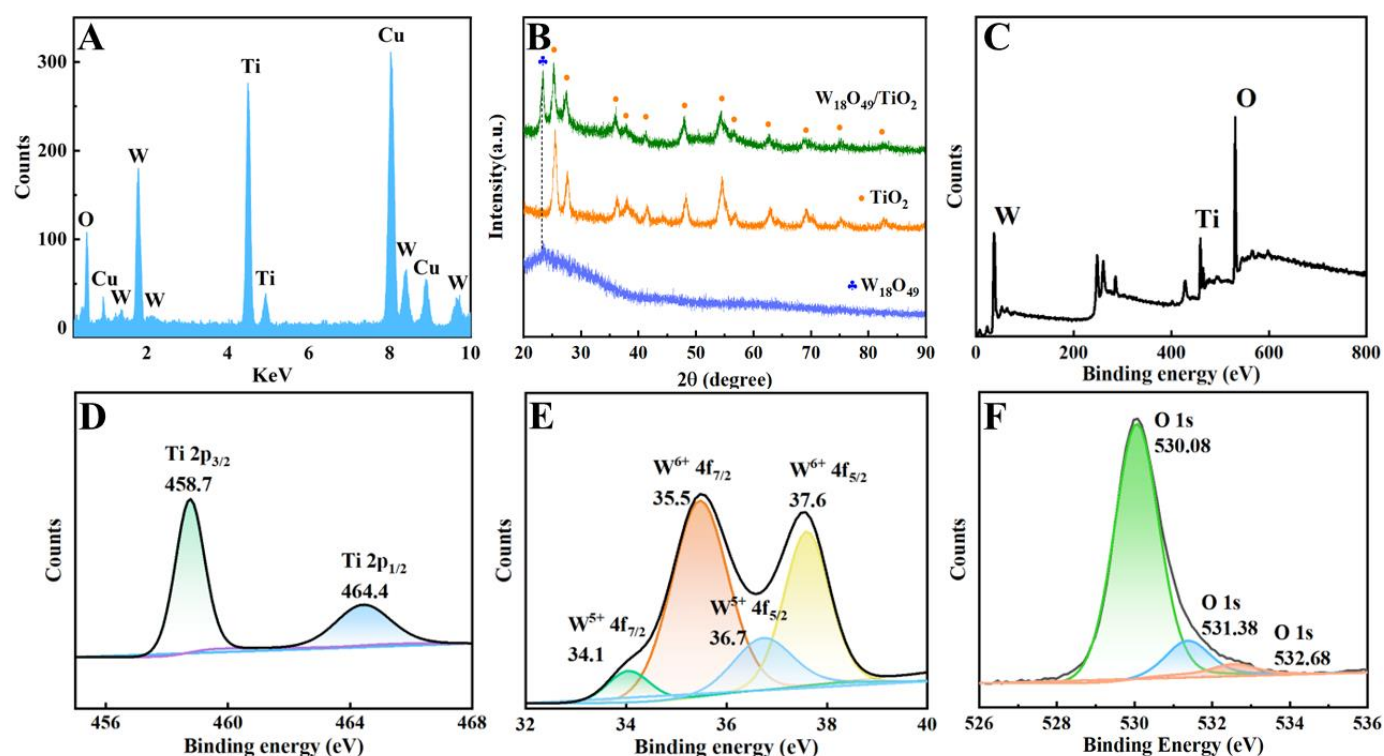 A
300
200
100
0
Counts
O
Cu
W
W
W
Ti
Ti
Cu
W
Cu
W
2
4
6
8
10
KeV
B
♣
W₁₈O₄₉/TiO₂
TiO₂
♣ W₁₈O₄₉
Intensity(a.u.)
20 30 40 50 60 70 80 90
2θ (degree)
C
W
Ti
O
Counts
0 200 400 600 800
Binding energy (eV)
D
Ti 2p₃/₂
458.7
Ti 2p₁/₂
464.4
Counts
456 460 464 468
Binding energy (eV)
E
W⁶⁺ 4f₇/₂
35.5
W⁶⁺ 4f₅/₂
37.6
W⁵⁺ 4f₇/₂
34.1
W⁵⁺ 4f₅/₂
36.7
Counts
32 34 36 38 40
Binding energy (eV)
F
O 1s
530.08
O 1s
531.38
O 1s
532.68
Counts
526 528 530 532 534 536
Binding Energy (eV)